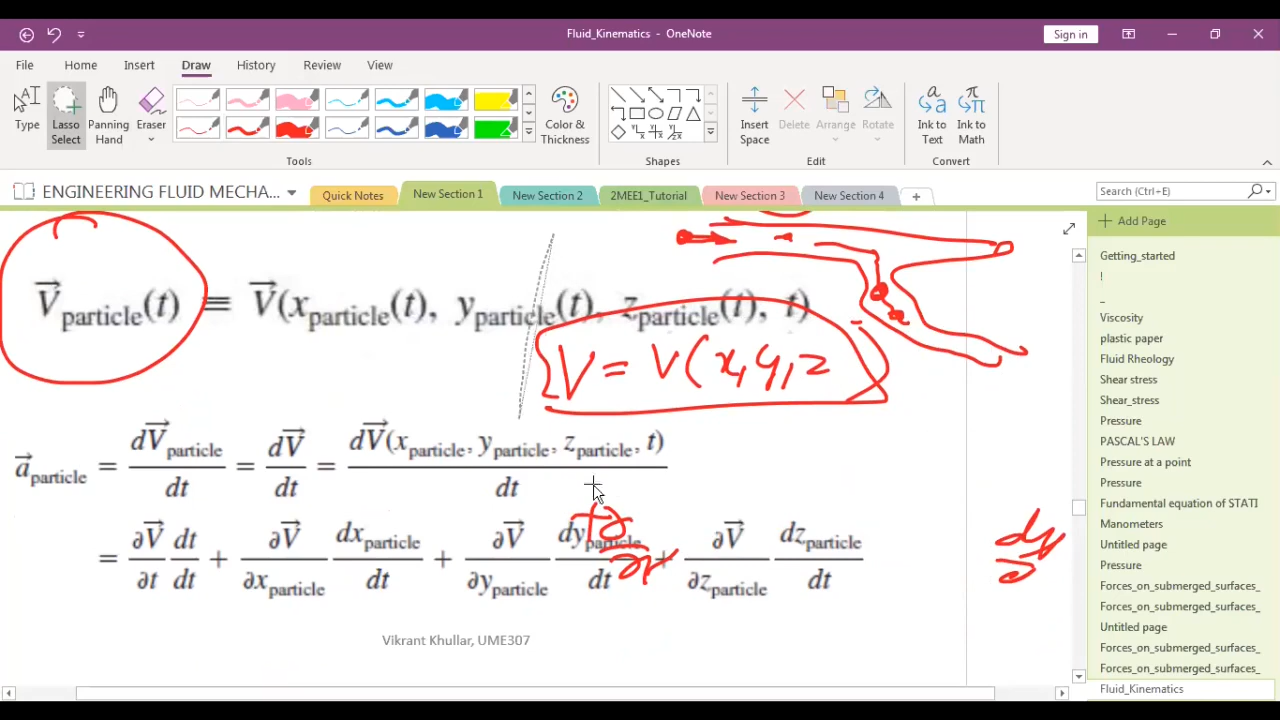 Fluid_Kinematics - OneNote
Sign in
File Home Insert Draw History Review View
Type
Lasso Select
Panning Hand
Eraser
Color & Thickness
Insert Space
Delete
Arrange
Rotate
Ink to Text
Ink to Math
Tools
Shapes
Edit
Convert
ENGINEERING FLUID MECHA...
Quick Notes
New Section 1
New Section 2
2MEE1_Tutorial
New Section 3
New Section 4
Search (Ctrl+E)
V⃗particle(t) ≡ V⃗(xparticle(t), yparticle(t), zparticle(t), t)
V = V(x, y, z
a⃗particle = dV⃗particle/dt = dV⃗/dt = dV⃗(xparticle, yparticle, zparticle, t)/dt
= ∂V⃗/∂t dt/dt + ∂V⃗/∂xparticle dxparticle/dt + ∂V⃗/∂yparticle dyparticle/dt + ∂V⃗/∂zparticle dzparticle/dt
Vikrant Khullar, UME307
Add Page
Getting_started
!
_
Viscosity
plastic paper
Fluid Rheology
Shear stress
Shear_stress
Pressure
PASCAL'S LAW
Pressure at a point
Pressure
Fundamental equation of STATI
Manometers
Untitled page
Pressure
Forces_on_submerged_surfaces_
Forces_on_submerged_surfaces_
Untitled page
Forces_on_submerged_surfaces_
Forces_on_submerged_surfaces_
Fluid_Kinematics